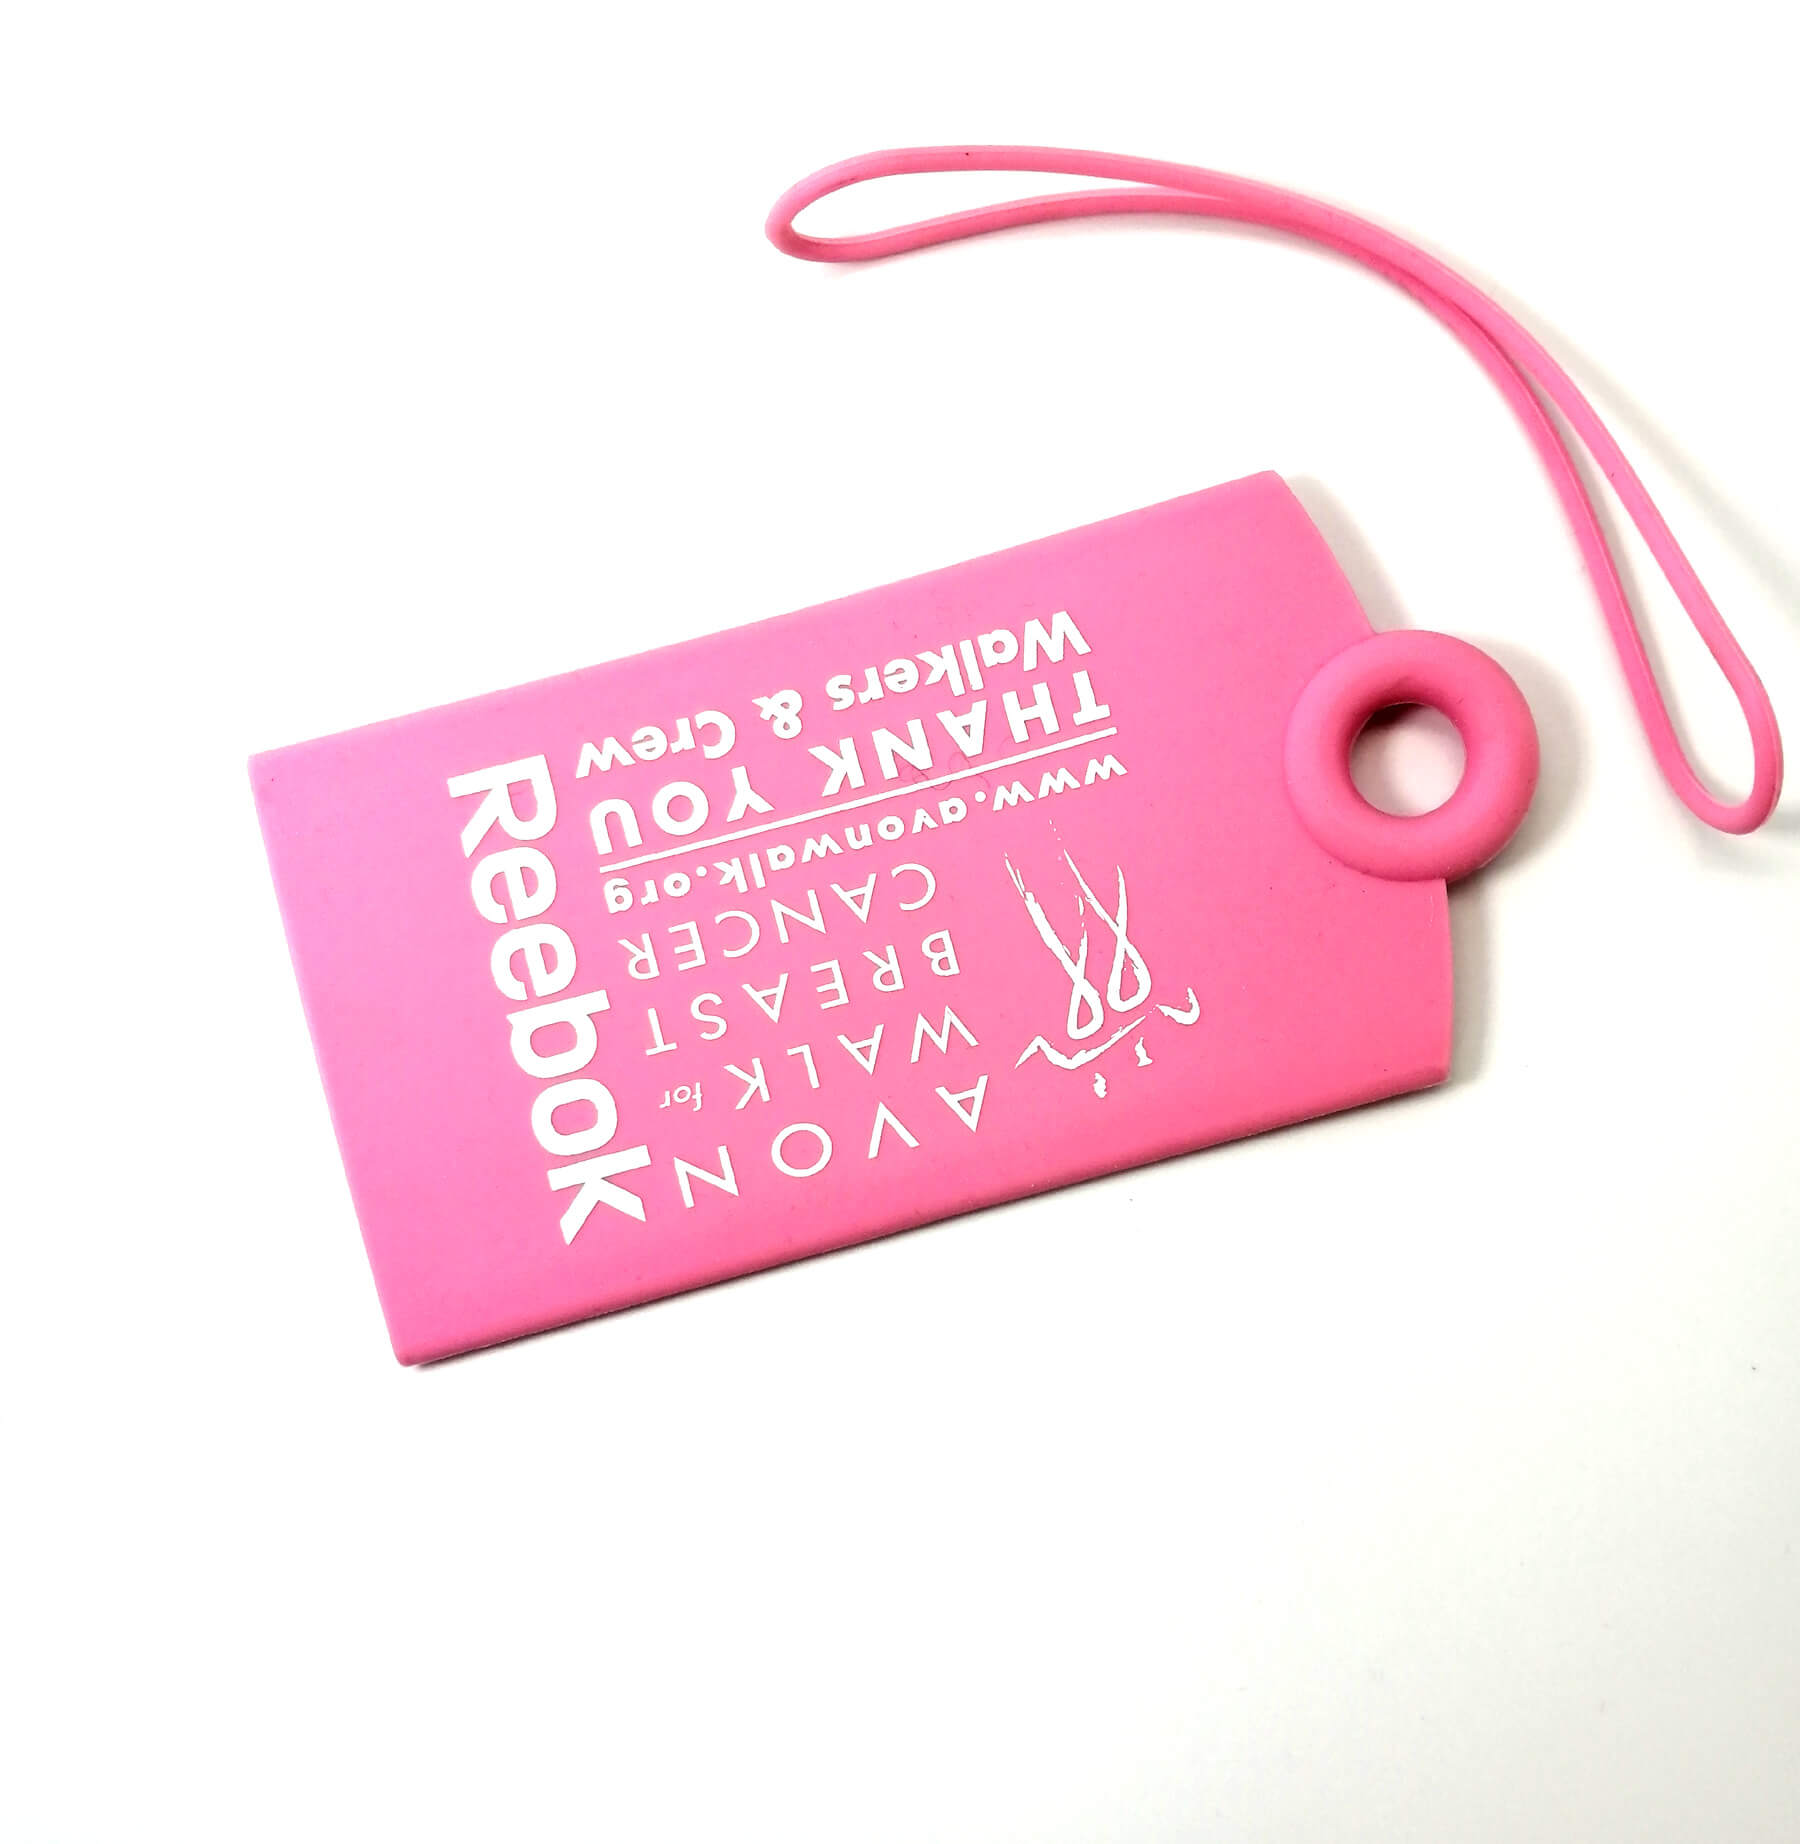 AVON
WALK for
BREAST
CANCER
www.avonwalk.org
THANK YOU
Walkers & Crew
Reebok